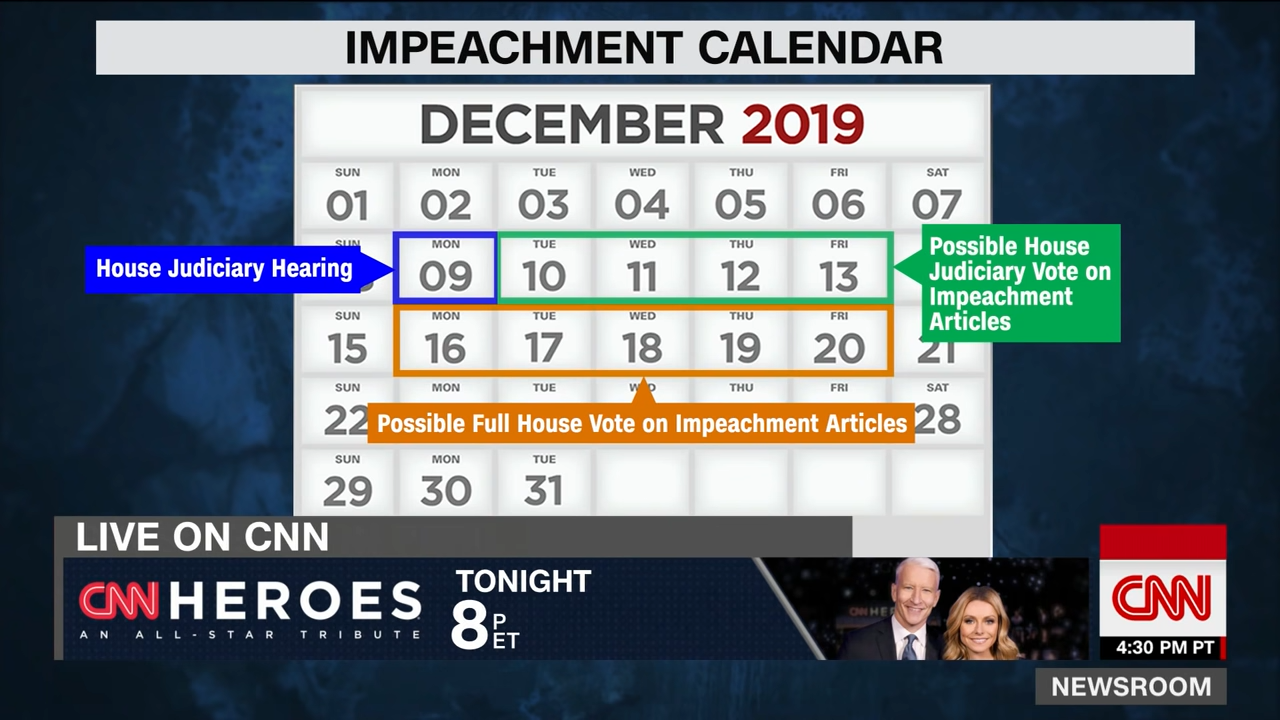 IMPEACHMENT CALENDAR
DECEMBER 2019
SUN MON TUE WED THU FRI SAT
01 02 03 04 05 06 07
SUN MON TUE WED THU FRI
09 10 11 12 13
House Judiciary Hearing
Possible House
Judiciary Vote on
Impeachment
Articles
SUN MON TUE WED THU FRI
15 16 17 18 19 20 21
SUN MON TUE WED THU FRI SAT
22 28
Possible Full House Vote on Impeachment Articles
SUN MON TUE
29 30 31
LIVE ON CNN
CNN HEROES
AN ALL-STAR TRIBUTE
TONIGHT
8 P ET
CNN
4:30 PM PT
NEWSROOM